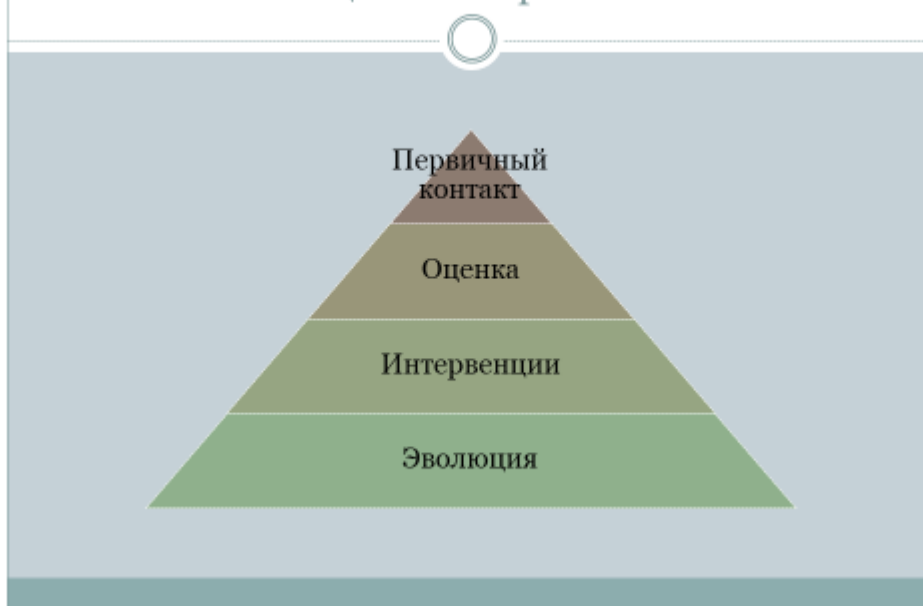 Первичный
контакт
Оценка
Интервенции
Эволюция